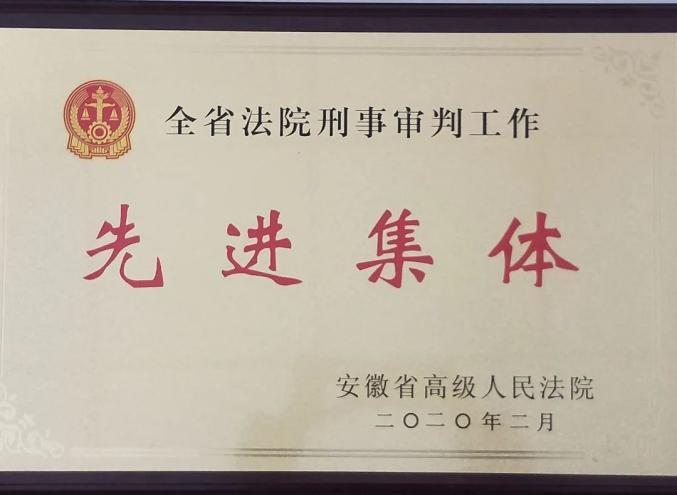 全省法院刑事审判工作
先进集体
安徽省高级人民法院
二〇二〇年二月